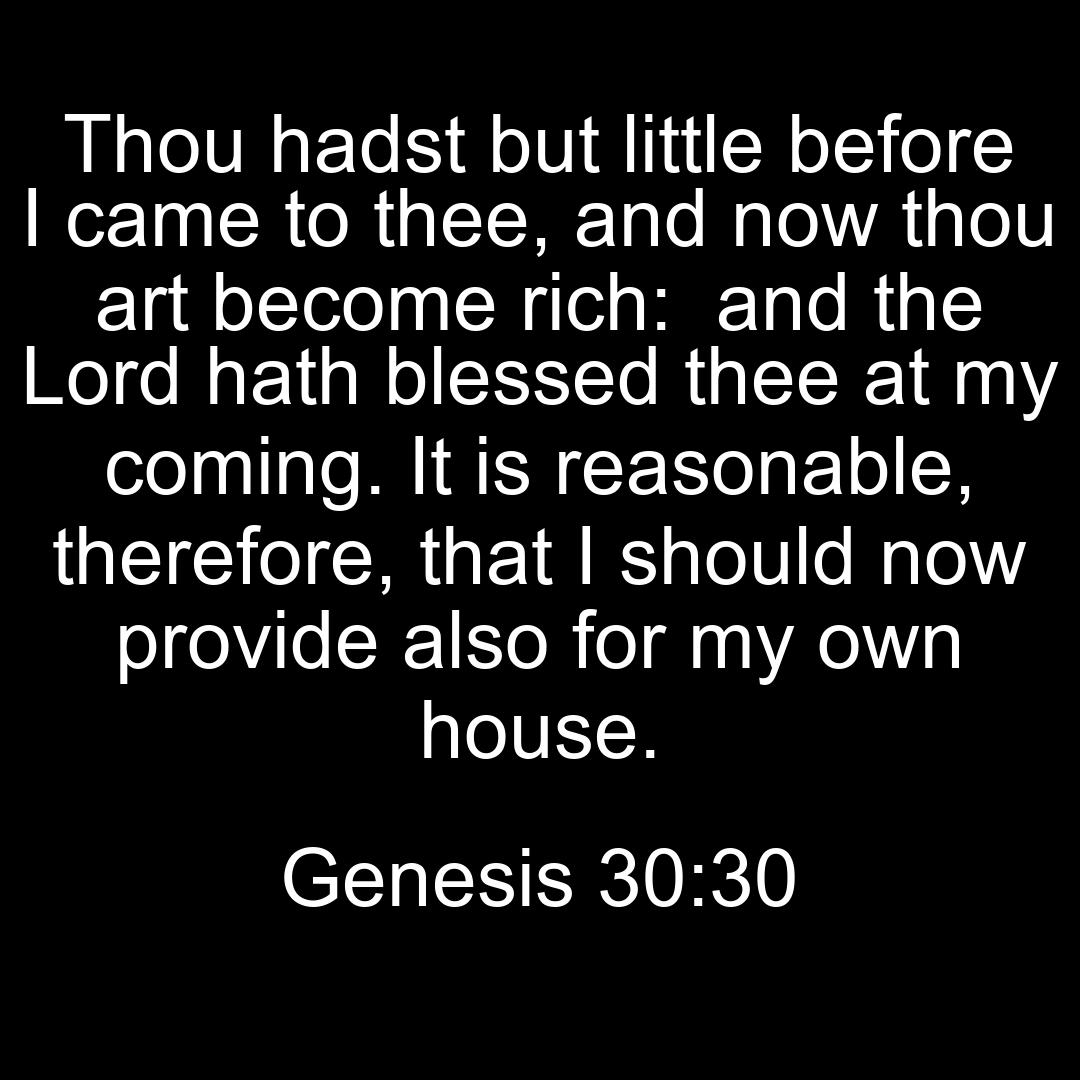 Thou hadst but little before
I came to thee, and now thou
art become rich:  and the
Lord hath blessed thee at my
coming. It is reasonable,
therefore, that I should now
provide also for my own
house.
Genesis 30:30